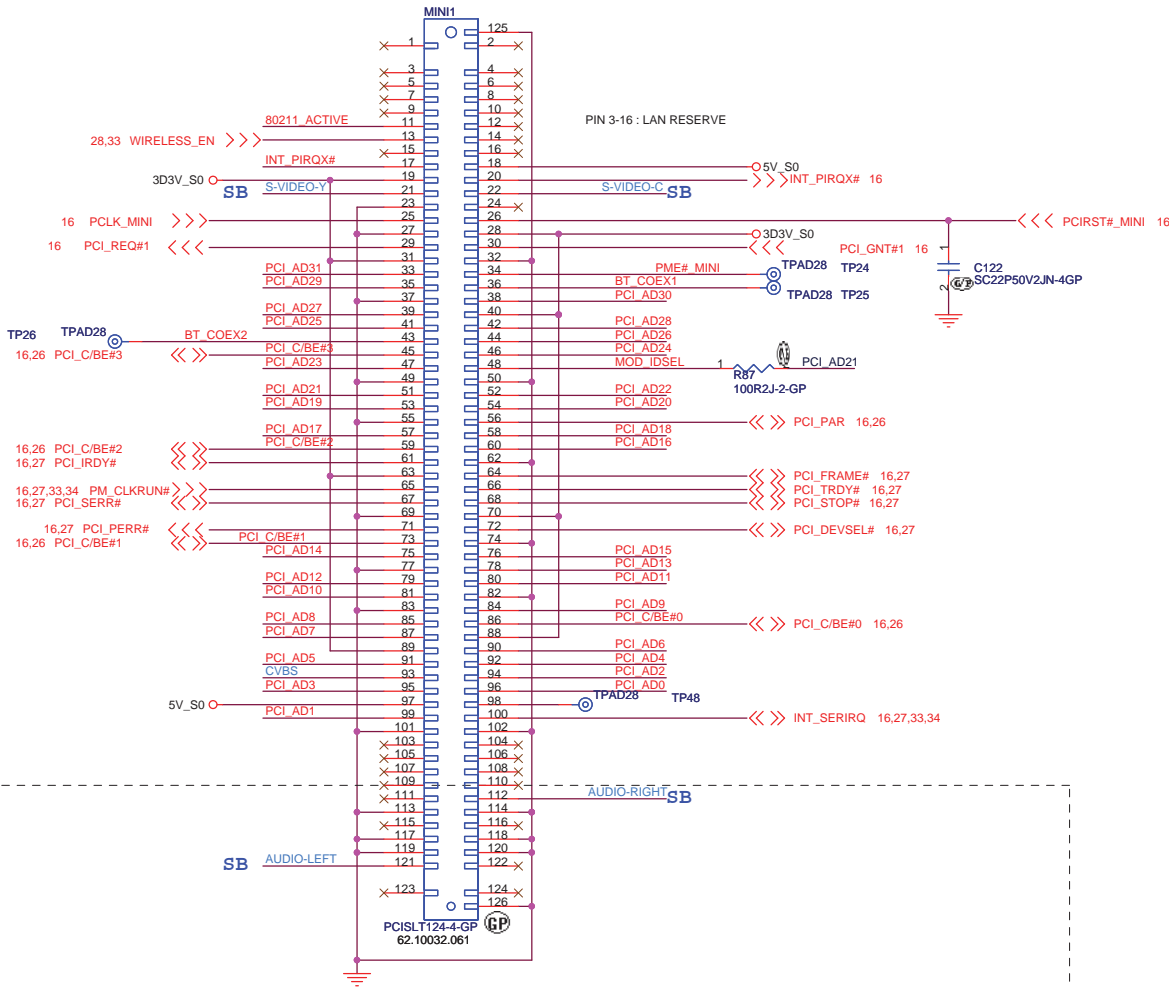 MINI1
125
1 2
3 4
5 6
7 8
9 10
80211_ACTIVE 11 12 PIN 3-16 : LAN RESERVE
28,33 WIRELESS_EN 13 14
15 16
INT_PIRQX# 17 18 5V_S0
3D3V_S0 19 20 INT_PIRQX# 16
SB S-VIDEO-Y 21 22 S-VIDEO-C SB
23 24
16 PCLK_MINI 25 26 PCIRST#_MINI 16
27 28 3D3V_S0
16 PCI_REQ#1 29 30 PCI_GNT#1 16
31 32
PCI_AD31 33 34 PME#_MINI TPAD28 TP24
PCI_AD29 35 36 BT_COEX1 TPAD28 TP25
37 38 PCI_AD30
1 C122
2 GP SC22P50V2JN-4GP
PCI_AD27 39 40
PCI_AD25 41 42 PCI_AD28
TP26 TPAD28 BT_COEX2 43 44 PCI_AD26
16,26 PCI_C/BE#3 PCI_C/BE#3 45 46 PCI_AD24
PCI_AD23 47 48 MOD_IDSEL 1 R87 PCI_AD21
100R2J-2-GP
49 50
PCI_AD21 51 52 PCI_AD22
PCI_AD19 53 54 PCI_AD20
55 56 PCI_PAR 16,26
PCI_AD17 57 58 PCI_AD18
16,26 PCI_C/BE#2 PCI_C/BE#2 59 60 PCI_AD16
16,27 PCI_IRDY# 61 62
63 64 PCI_FRAME# 16,27
16,27,33,34 PM_CLKRUN# 65 66 PCI_TRDY# 16,27
16,27 PCI_SERR# 67 68 PCI_STOP# 16,27
69 70
16,27 PCI_PERR# 71 72 PCI_DEVSEL# 16,27
16,26 PCI_C/BE#1 PCI_C/BE#1 73 74
PCI_AD14 75 76 PCI_AD15
77 78 PCI_AD13
PCI_AD12 79 80 PCI_AD11
PCI_AD10 81 82
83 84 PCI_AD9
PCI_AD8 85 86 PCI_C/BE#0 PCI_C/BE#0 16,26
PCI_AD7 87 88
89 90 PCI_AD6
PCI_AD5 91 92 PCI_AD4
CVBS 93 94 PCI_AD2
PCI_AD3 95 96 PCI_AD0
5V_S0 97 98 TPAD28 TP48
PCI_AD1 99 100 INT_SERIRQ 16,27,33,34
101 102
103 104
105 106
107 108
109 110
111 112 AUDIO-RIGHT SB
113 114
115 116
117 118
119 120
SB AUDIO-LEFT 121 122
123 124
126
PCISLT124-4-GP GP
62.10032.061